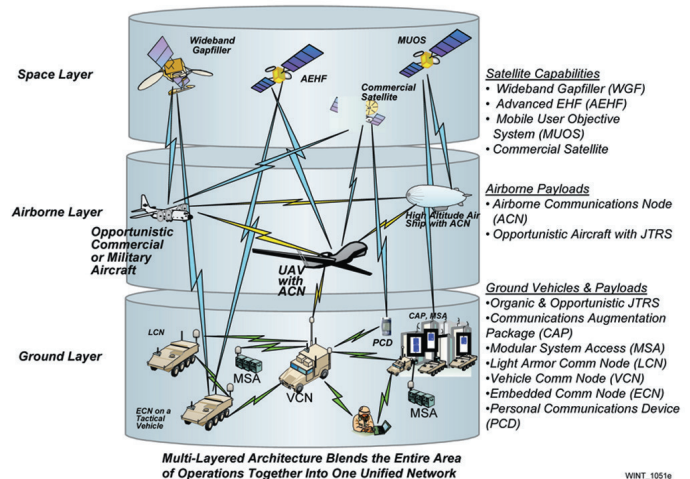 Space Layer
Wideband
Gapfiller
AEHF
MUOS
Commercial
Satellite
Satellite Capabilities
• Wideband Gapfiller (WGF)
• Advanced EHF (AEHF)
• Mobile User Objective
System (MUOS)
• Commercial Satellite
Airborne Layer
Opportunistic
Commercial
or Military
Aircraft
UAV
with
ACN
High Altitude Air
Ship with ACN
Airborne Payloads
• Airborne Communications Node
(ACN)
• Opportunistic Aircraft with JTRS
Ground Layer
LCN
MSA
ECN on a
Tactical
Vehicle
VCN
PCD
CAP, MSA
MSA
Ground Vehicles & Payloads
•Organic & Opportunistic JTRS
•Communications Augmentation
Package (CAP)
•Modular System Access (MSA)
•Light Armor Comm Node (LCN)
•Vehicle Comm Node (VCN)
•Embedded Comm Node (ECN)
•Personal Communications Device
(PCD)
Multi-Layered Architecture Blends the Entire Area
of Operations Together Into One Unified Network
WINT 1051e